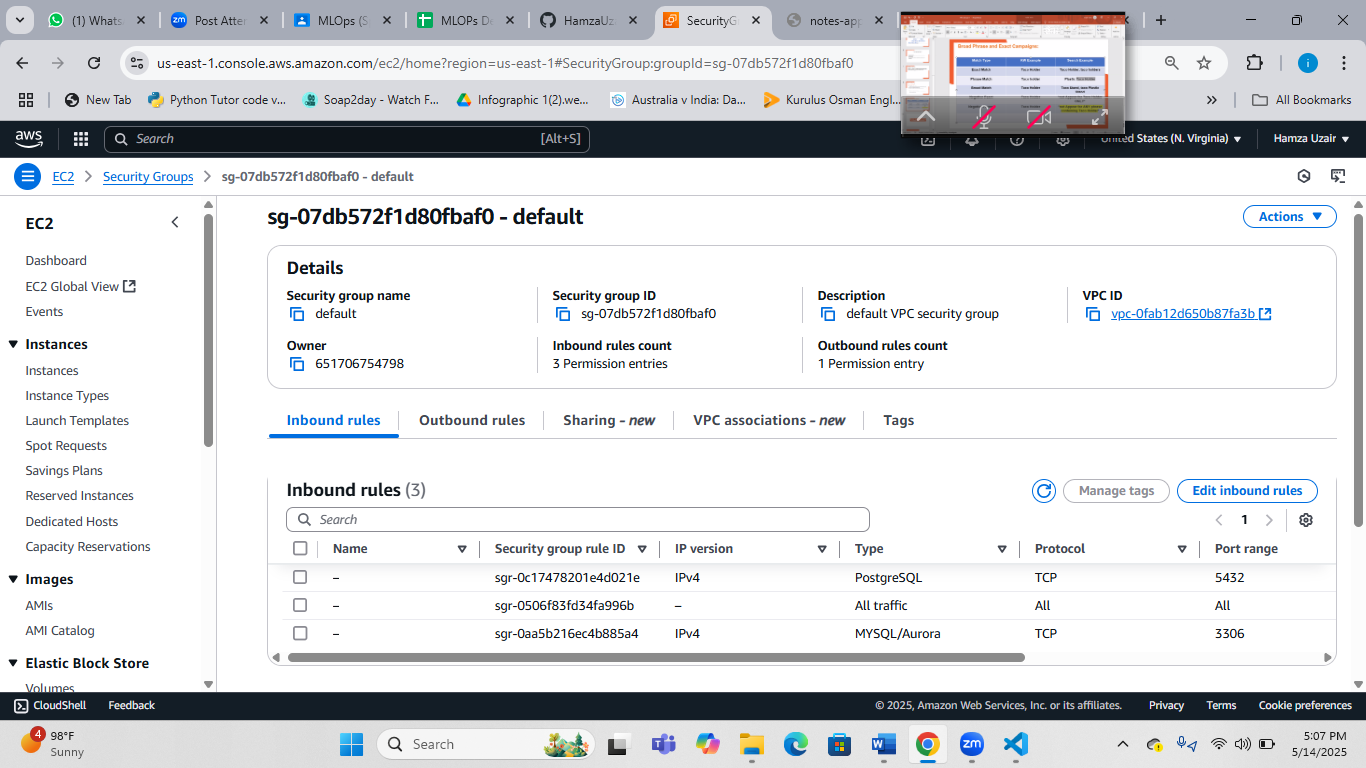 (1) Whats
Post Atter
MLOps (S
MLOPs De
HamzaUz
SecurityG
notes-app
us-east-1.console.aws.amazon.com/ec2/home?region=us-east-1#SecurityGroup:groupId=sg-07db572f1d80fbaf0
New Tab
Python Tutor code v...
Soap2day - Watch F...
Infographic 1(2).we...
Australia v India: Da...
Kurulus Osman Engl...
All Bookmarks
Broad Phrase and Exact Campaigns:
aws
Search
[Alt+S]
United States (N. Virginia)
Hamza Uzair
EC2
Security Groups
sg-07db572f1d80fbaf0 - default
EC2
Dashboard
EC2 Global View
Events
Instances
Instances
Instance Types
Launch Templates
Spot Requests
Savings Plans
Reserved Instances
Dedicated Hosts
Capacity Reservations
Images
AMIs
AMI Catalog
Elastic Block Store
Volumes
sg-07db572f1d80fbaf0 - default
Actions
Details
Security group name
default
Security group ID
sg-07db572f1d80fbaf0
Description
default VPC security group
VPC ID
vpc-0fab12d650b87fa3b
Owner
651706754798
Inbound rules count
3 Permission entries
Outbound rules count
1 Permission entry
Inbound rules
Outbound rules
Sharing - new
VPC associations - new
Tags
Inbound rules (3)
Manage tags
Edit inbound rules
Search
1
Name Security group rule ID IP version Type Protocol Port range
– sgr-0c17478201e4d021e IPv4 PostgreSQL TCP 5432
– sgr-0506f83fd34fa996b – All traffic All All
– sgr-0aa5b216ec4b885a4 IPv4 MYSQL/Aurora TCP 3306
CloudShell
Feedback
© 2025, Amazon Web Services, Inc. or its affiliates.
Privacy
Terms
Cookie preferences
4
98°F
Sunny
Search
5:07 PM
5/14/2025